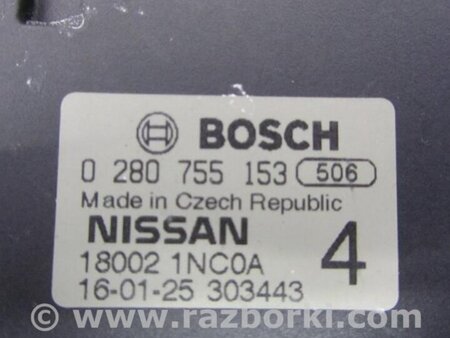 BOSCH
0 280 755 153 506
Made in Czech Republic
NISSAN
18002 1NC0A 4
16-01-25 303443
© www.razborki.com